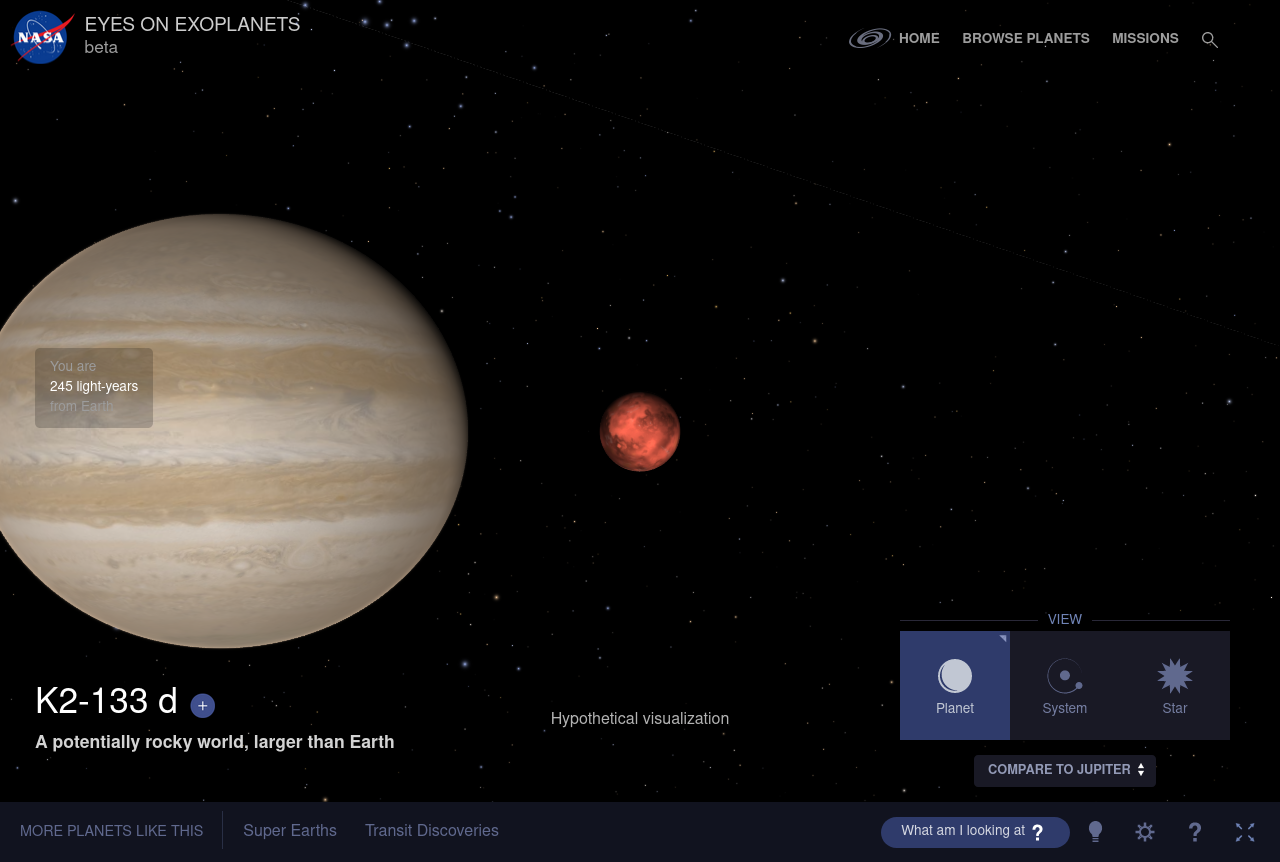 NASA
EYES ON EXOPLANETS
beta
HOME
BROWSE PLANETS
MISSIONS
You are
245 light-years
from Earth
VIEW
Planet
System
Star
K2-133 d +
A potentially rocky world, larger than Earth
Hypothetical visualization
COMPARE TO JUPITER
MORE PLANETS LIKE THIS
Super Earths
Transit Discoveries
What am I looking at ?
?